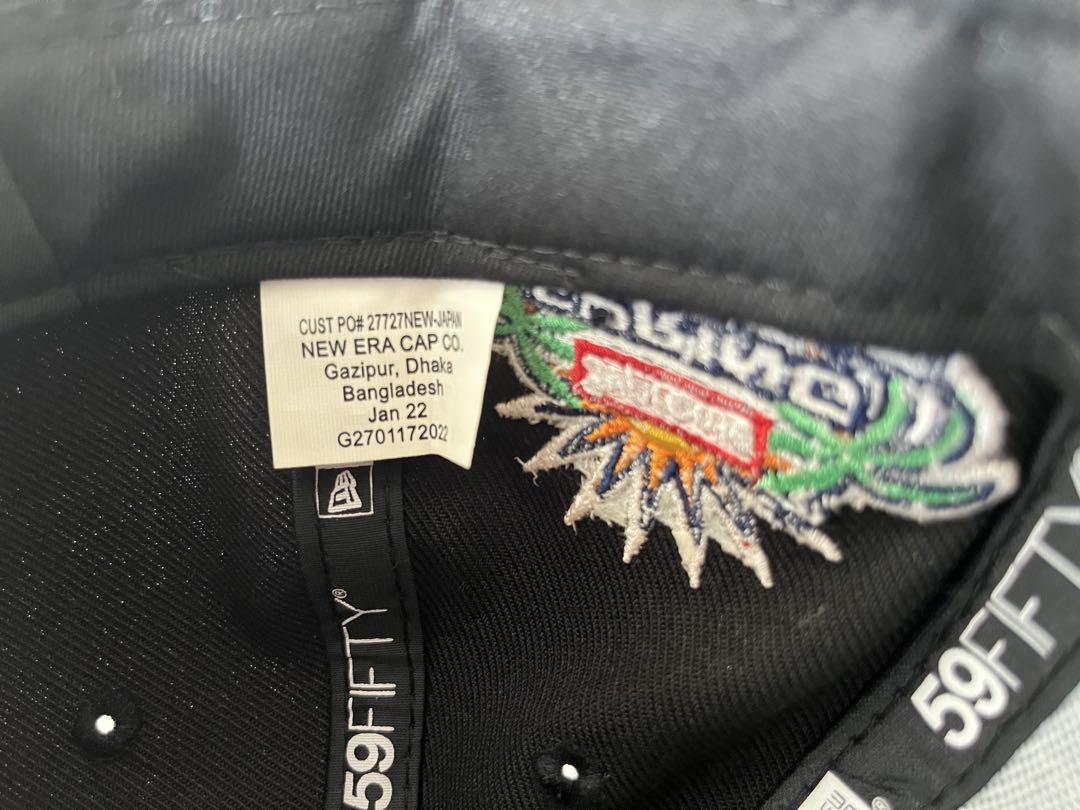 CUST PO# 27727NEW-JAPAN
NEW ERA CAP CO.
Gazipur, Dhaka
Bangladesh
Jan 22
G2701172022
59FIFTY®
59FIFTY